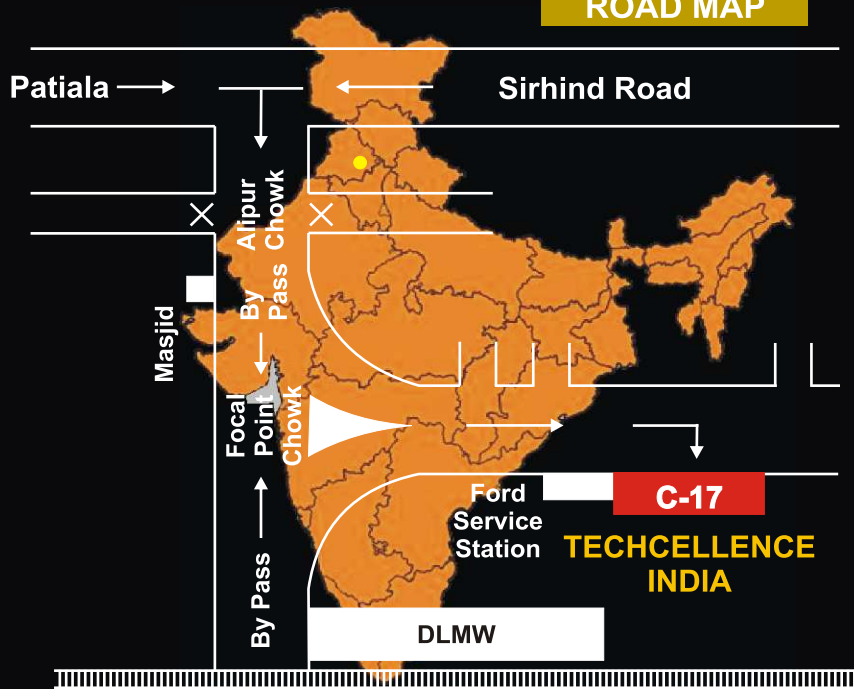 ROAD MAP
Patiala
Sirhind Road
Alipur
Chowk
By
Pass
Masjid
Focal
Point
Chowk
Ford
Service
Station
C-17
TECHCELLENCE
INDIA
By Pass
DLMW